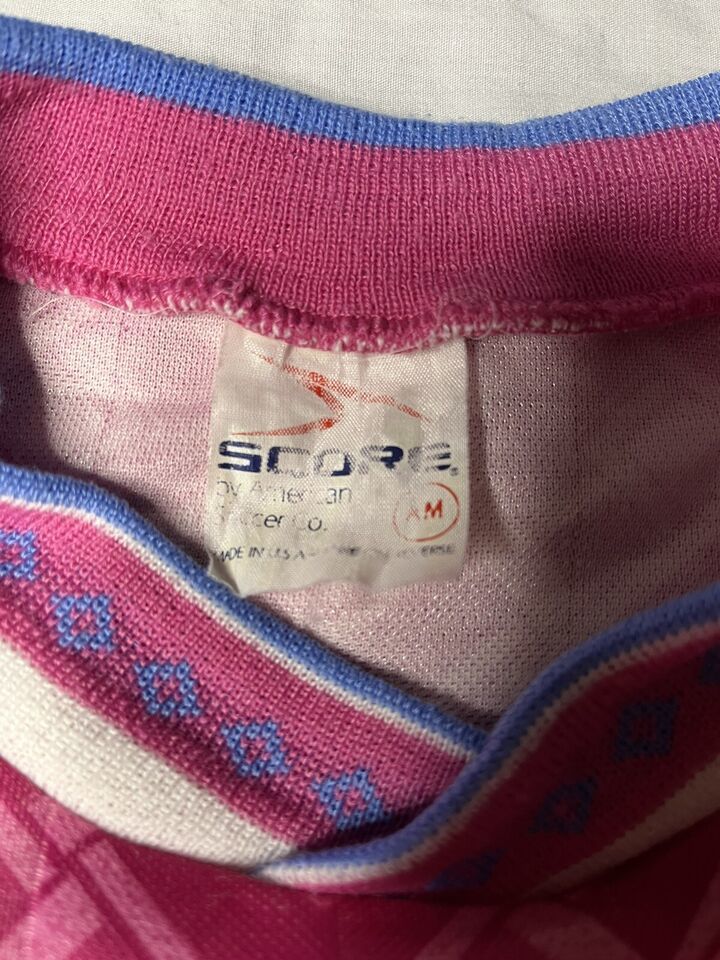 SCORE.
by American
Soccer Co.
AM
MADE IN U.S.A